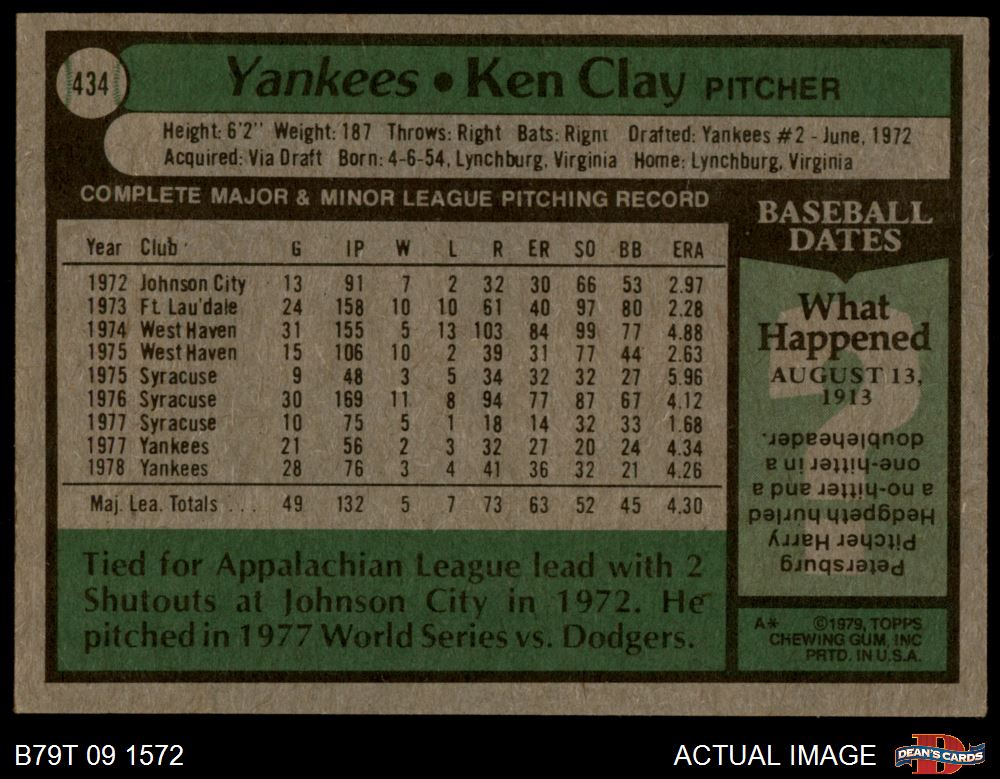 434
Yankees • Ken Clay PITCHER
Height: 6'2" Weight: 187 Throws: Right Bats: Right Drafted: Yankees #2 - June, 1972
Acquired: Via Draft Born: 4-6-54, Lynchburg, Virginia Home: Lynchburg, Virginia
COMPLETE MAJOR & MINOR LEAGUE PITCHING RECORD
Year Club G IP W L R ER SO BB ERA
1972 Johnson City 13 91 7 2 32 30 66 53 2.97
1973 Ft. Lau'dale 24 158 10 10 61 40 97 80 2.28
1974 West Haven 31 155 5 13 103 84 99 77 4.88
1975 West Haven 15 106 10 2 39 31 77 44 2.63
1975 Syracuse 9 48 3 5 34 32 32 27 5.96
1976 Syracuse 30 169 11 8 94 77 87 67 4.12
1977 Syracuse 10 75 5 1 18 14 32 33 1.68
1977 Yankees 21 56 2 3 32 27 20 24 4.34
1978 Yankees 28 76 3 4 41 36 32 21 4.26
Maj. Lea. Totals ... 49 132 5 7 73 63 52 45 4.30
Tied for Appalachian League lead with 2
Shutouts at Johnson City in 1972. He
pitched in 1977 World Series vs. Dodgers.
BASEBALL
DATES
What
Happened
AUGUST 13,
1913
Petersburg
Pitcher Harry
Hedgpeth hurled
a no-hitter and a
one-hitter in a
doubleheader.
A* ©1979, TOPPS
CHEWING GUM, INC
PRTD. IN U.S.A.
B79T 09 1572
ACTUAL IMAGE
DEAN'S CARDS